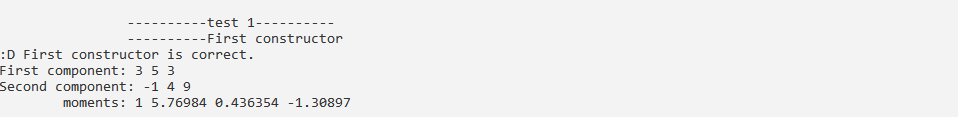 ----------test 1----------
----------First constructor
:D First constructor is correct.
First component: 3 5 3
Second component: -1 4 9
moments: 1 5.76984 0.436354 -1.30897